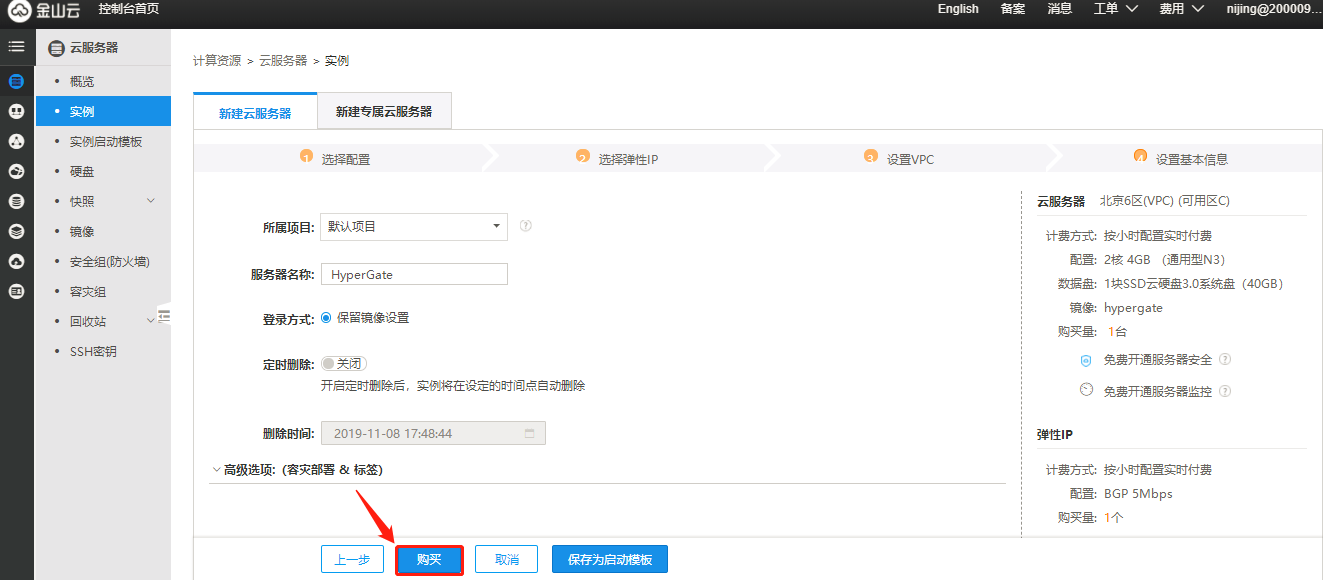 金山云 控制台首页 English 备案 消息 工单 费用 nijing@200009...
云服务器
概览
实例
实例启动模板
硬盘
快照
镜像
安全组(防火墙)
容灾组
回收站
SSH密钥
计算资源 > 云服务器 > 实例
新建云服务器 新建专属云服务器
1 选择配置 2 选择弹性IP 3 设置VPC 4 设置基本信息
所属项目: 默认项目
服务器名称: HyperGate
登录方式: 保留镜像设置
定时删除: 关闭
开启定时删除后，实例将在设定的时间点自动删除
删除时间: 2019-11-08 17:48:44
高级选项:（容灾部署 & 标签）
云服务器 北京6区(VPC) (可用区C)
计费方式: 按小时配置实时付费
配置: 2核 4GB （通用型N3）
数据盘: 1块SSD云硬盘3.0系统盘（40GB）
镜像: hypergate
购买量: 1台
免费开通服务器安全
免费开通服务器监控
弹性IP
计费方式: 按小时配置实时付费
配置: BGP 5Mbps
购买量: 1个
上一步 购买 取消 保存为启动模板